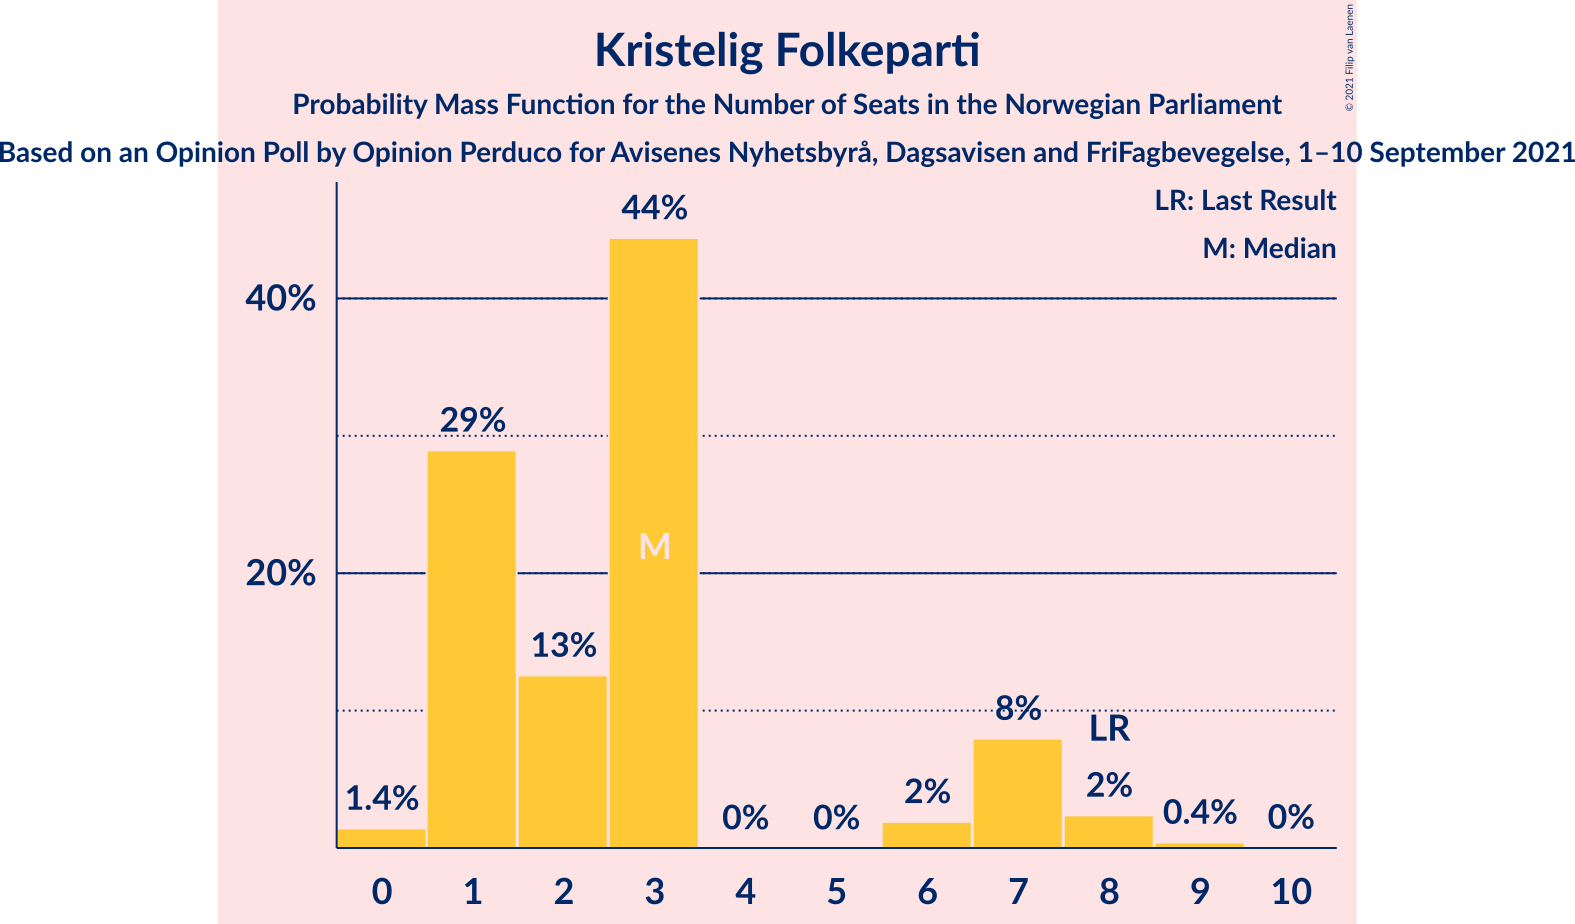 Kristelig Folkeparti
Probability Mass Function for the Number of Seats in the Norwegian Parliament
Based on an Opinion Poll by Opinion Perduco for Avisenes Nyhetsbyrå, Dagsavisen and FriFagbevegelse, 1–10 September 2021
© 2021 Filip van Laenen
LR: Last Result
M: Median
44%
40%
29%
M
20%
13%
8%
LR
1.4%
0%
0%
2%
2%
0.4%
0%
0 1 2 3 4 5 6 7 8 9 10